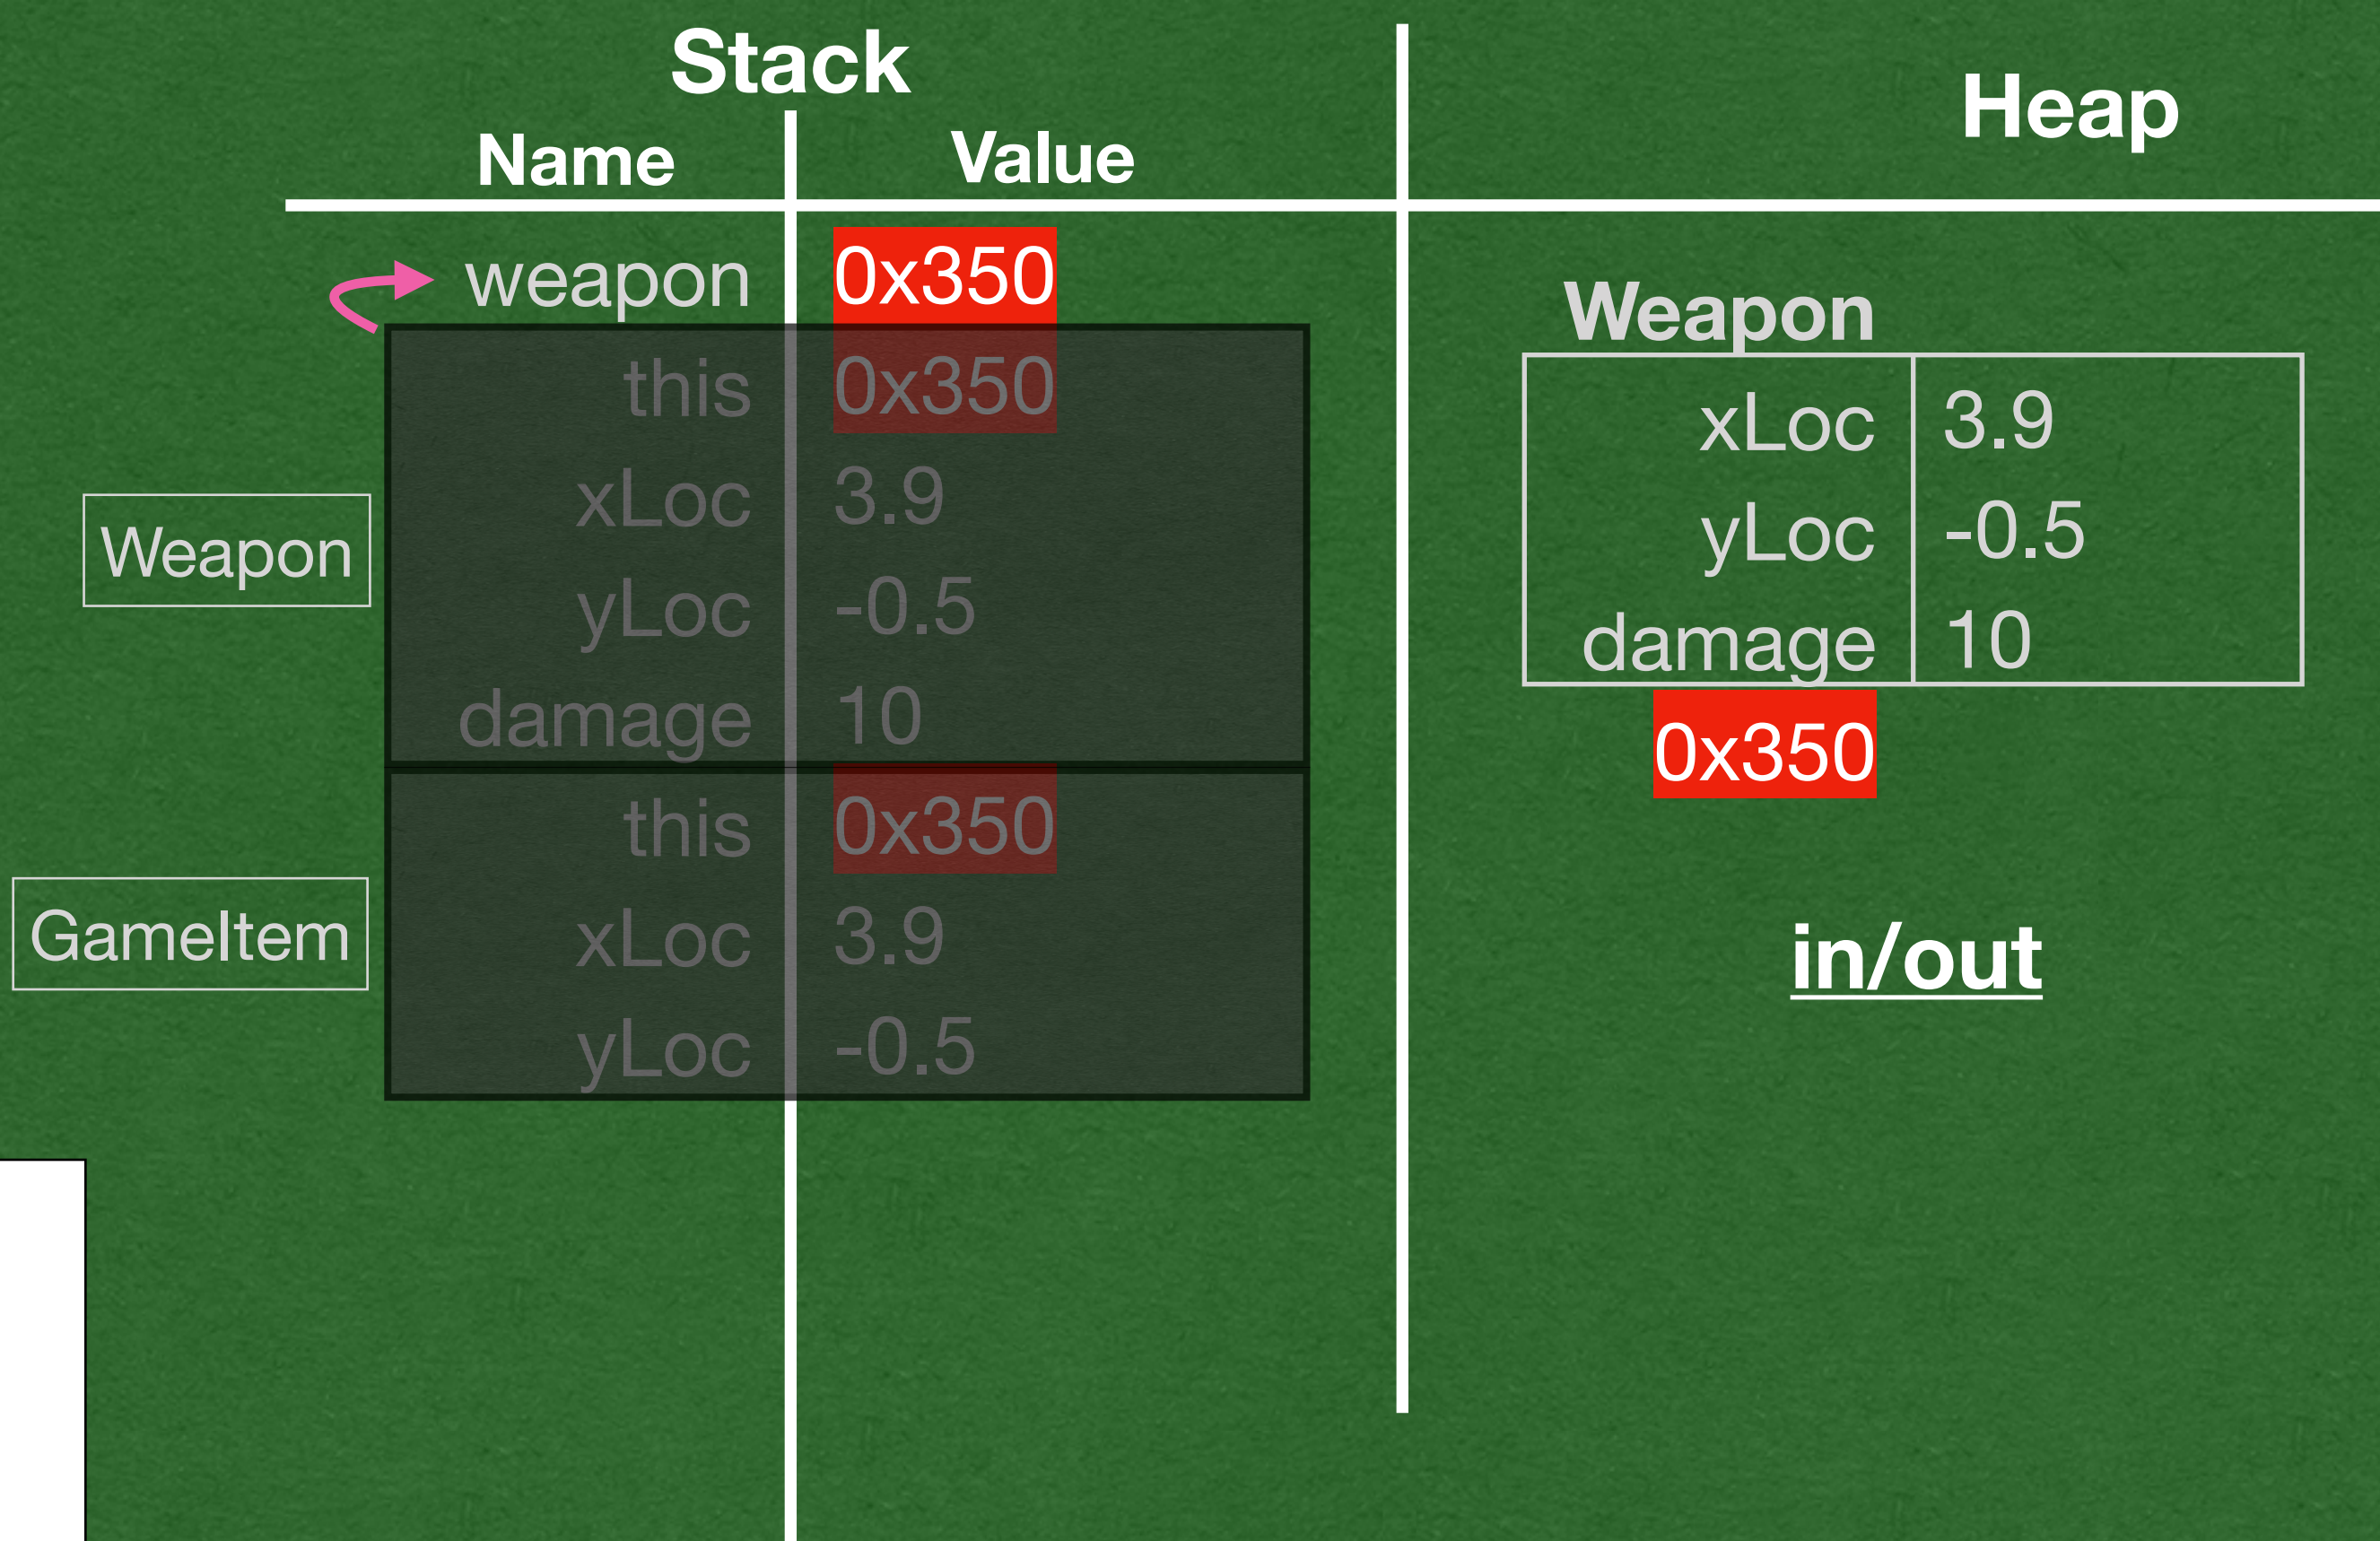 Stack
Heap
Name Value
weapon 0x350
this 0x350
xLoc 3.9
yLoc -0.5
damage 10
this 0x350
xLoc 3.9
yLoc -0.5
Weapon
GameItem
Weapon
xLoc 3.9
yLoc -0.5
damage 10
0x350
in/out